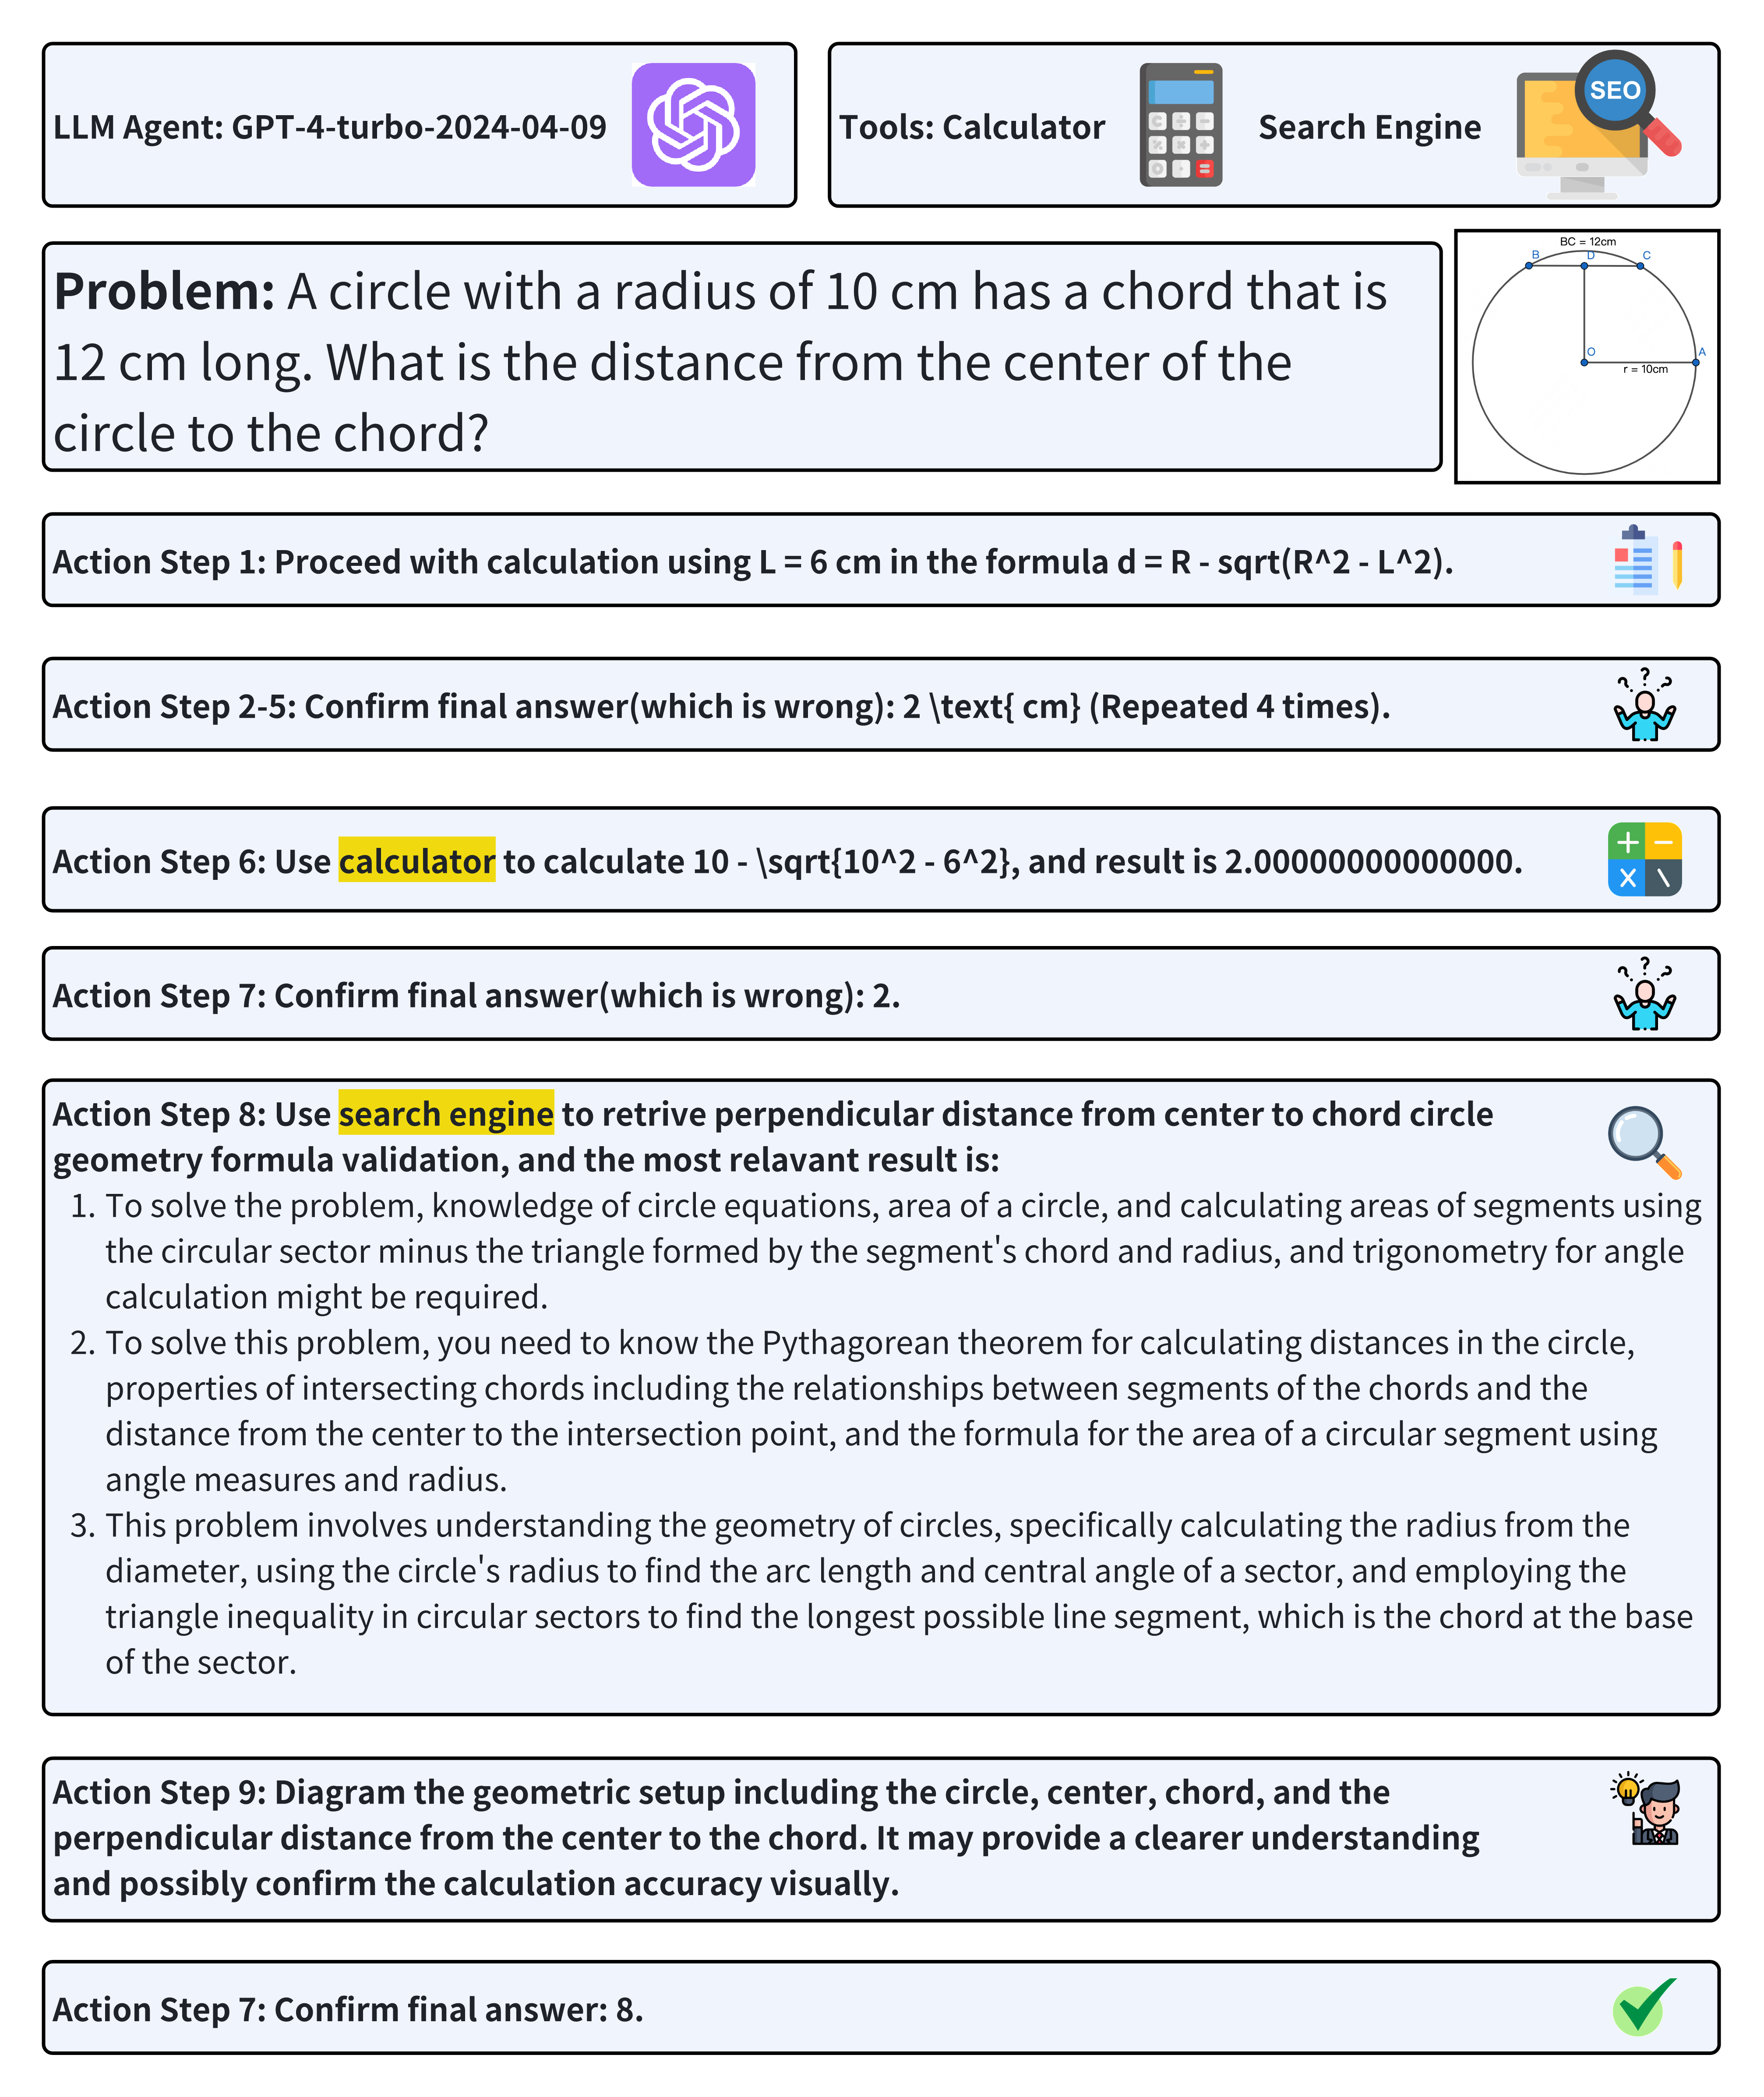 LLM Agent: GPT-4-turbo-2024-04-09
Tools: Calculator
Search Engine
SEO
Problem: A circle with a radius of 10 cm has a chord that is
12 cm long. What is the distance from the center of the
circle to the chord?
BC = 12cm
B
D
C
O
A
r = 10cm
Action Step 1: Proceed with calculation using L = 6 cm in the formula d = R - sqrt(R^2 - L^2).
Action Step 2-5: Confirm final answer(which is wrong): 2 \text{ cm} (Repeated 4 times).
Action Step 6: Use calculator to calculate 10 - \sqrt{10^2 - 6^2}, and result is 2.00000000000000.
Action Step 7: Confirm final answer(which is wrong): 2.
Action Step 8: Use search engine to retrive perpendicular distance from center to chord circle
geometry formula validation, and the most relavant result is:
1. To solve the problem, knowledge of circle equations, area of a circle, and calculating areas of segments using
the circular sector minus the triangle formed by the segment's chord and radius, and trigonometry for angle
calculation might be required.
2. To solve this problem, you need to know the Pythagorean theorem for calculating distances in the circle,
properties of intersecting chords including the relationships between segments of the chords and the
distance from the center to the intersection point, and the formula for the area of a circular segment using
angle measures and radius.
3. This problem involves understanding the geometry of circles, specifically calculating the radius from the
diameter, using the circle's radius to find the arc length and central angle of a sector, and employing the
triangle inequality in circular sectors to find the longest possible line segment, which is the chord at the base
of the sector.
Action Step 9: Diagram the geometric setup including the circle, center, chord, and the
perpendicular distance from the center to the chord. It may provide a clearer understanding
and possibly confirm the calculation accuracy visually.
Action Step 7: Confirm final answer: 8.